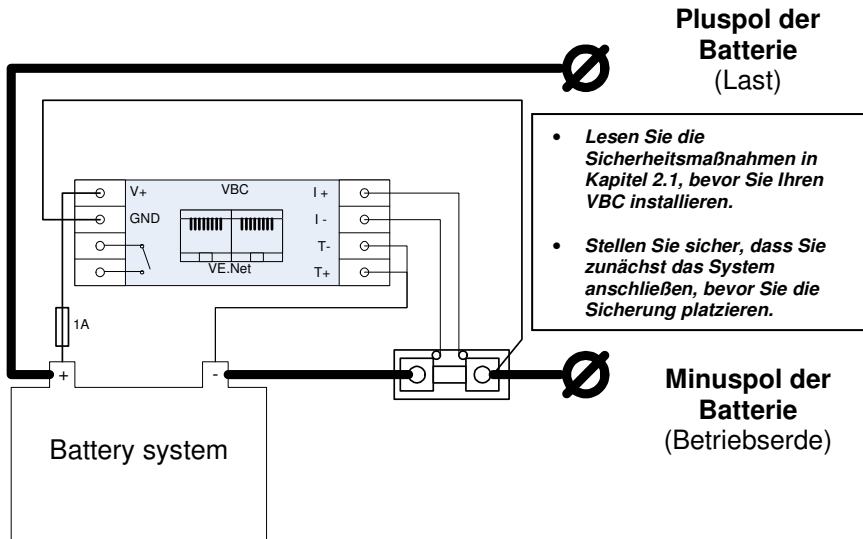 Pluspol der
Batterie
(Last)
• Lesen Sie die
Sicherheitsmaßnahmen in
Kapitel 2.1, bevor Sie Ihren
VBC installieren.
• Stellen Sie sicher, dass Sie
zunächst das System
anschließen, bevor Sie die
Sicherung platzieren.
V+ VBC I +
GND I -
T-
VE.Net T+
1A
+ -
Minuspol der
Batterie
(Betriebserde)
Battery system